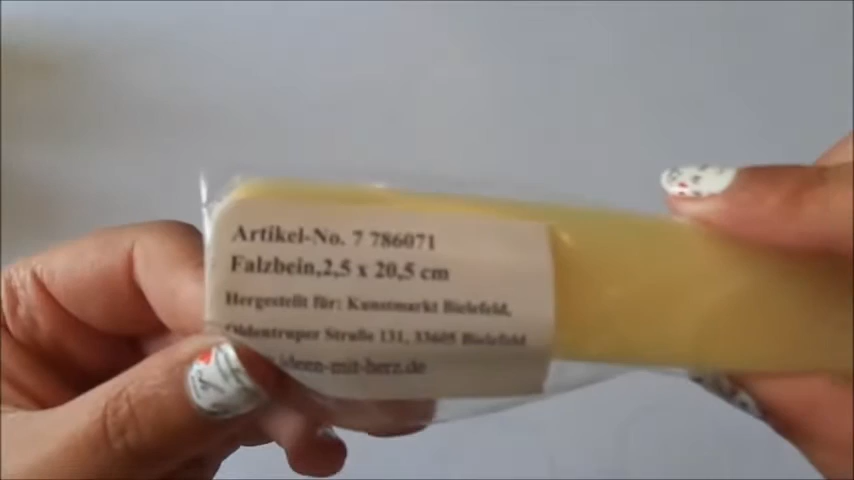 Artikel-No. 7 786071
Falzbein,2,5 x 20,5 cm
Hergestellt für: Kunstmarkt Bielefeld,
Oldentruper Straße 131, 33605 Bielefeld
ideen-mit-herz.de